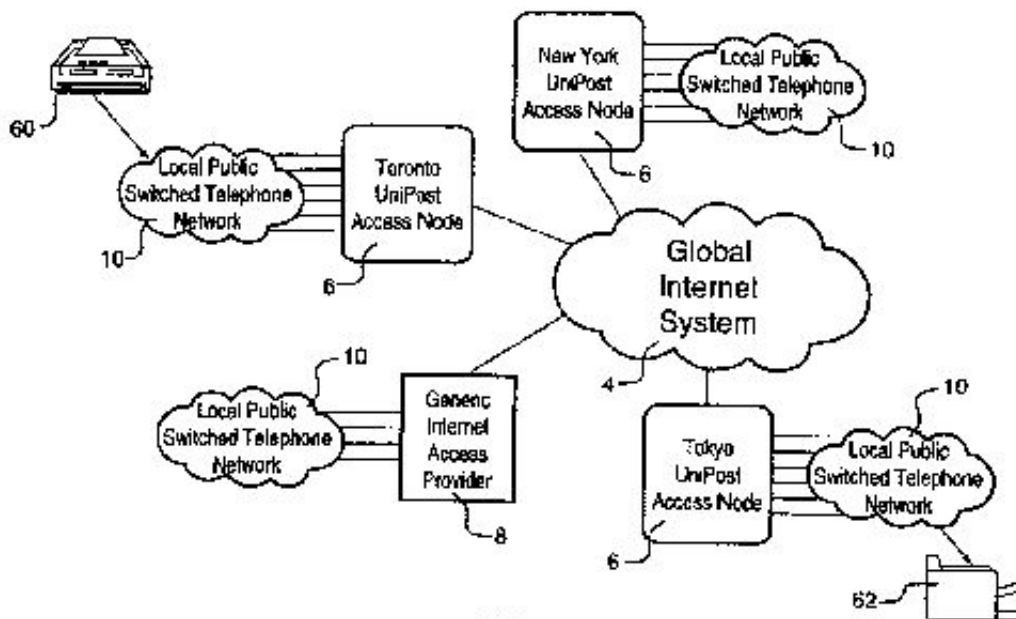 60
Local Public
Switched Telephone
Network
10
Toronto
UniPost
Access Node
6
New York
UniPost
Access Node
6
Local Public
Switched Telephone
Network
10
Global
Internet
System
4
10
Local Public
Switched Telephone
Network
Generic
Internet
Access
Provider
8
Tokyo
UniPost
Access Node
6
10
Local Public
Switched Telephone
Network
62